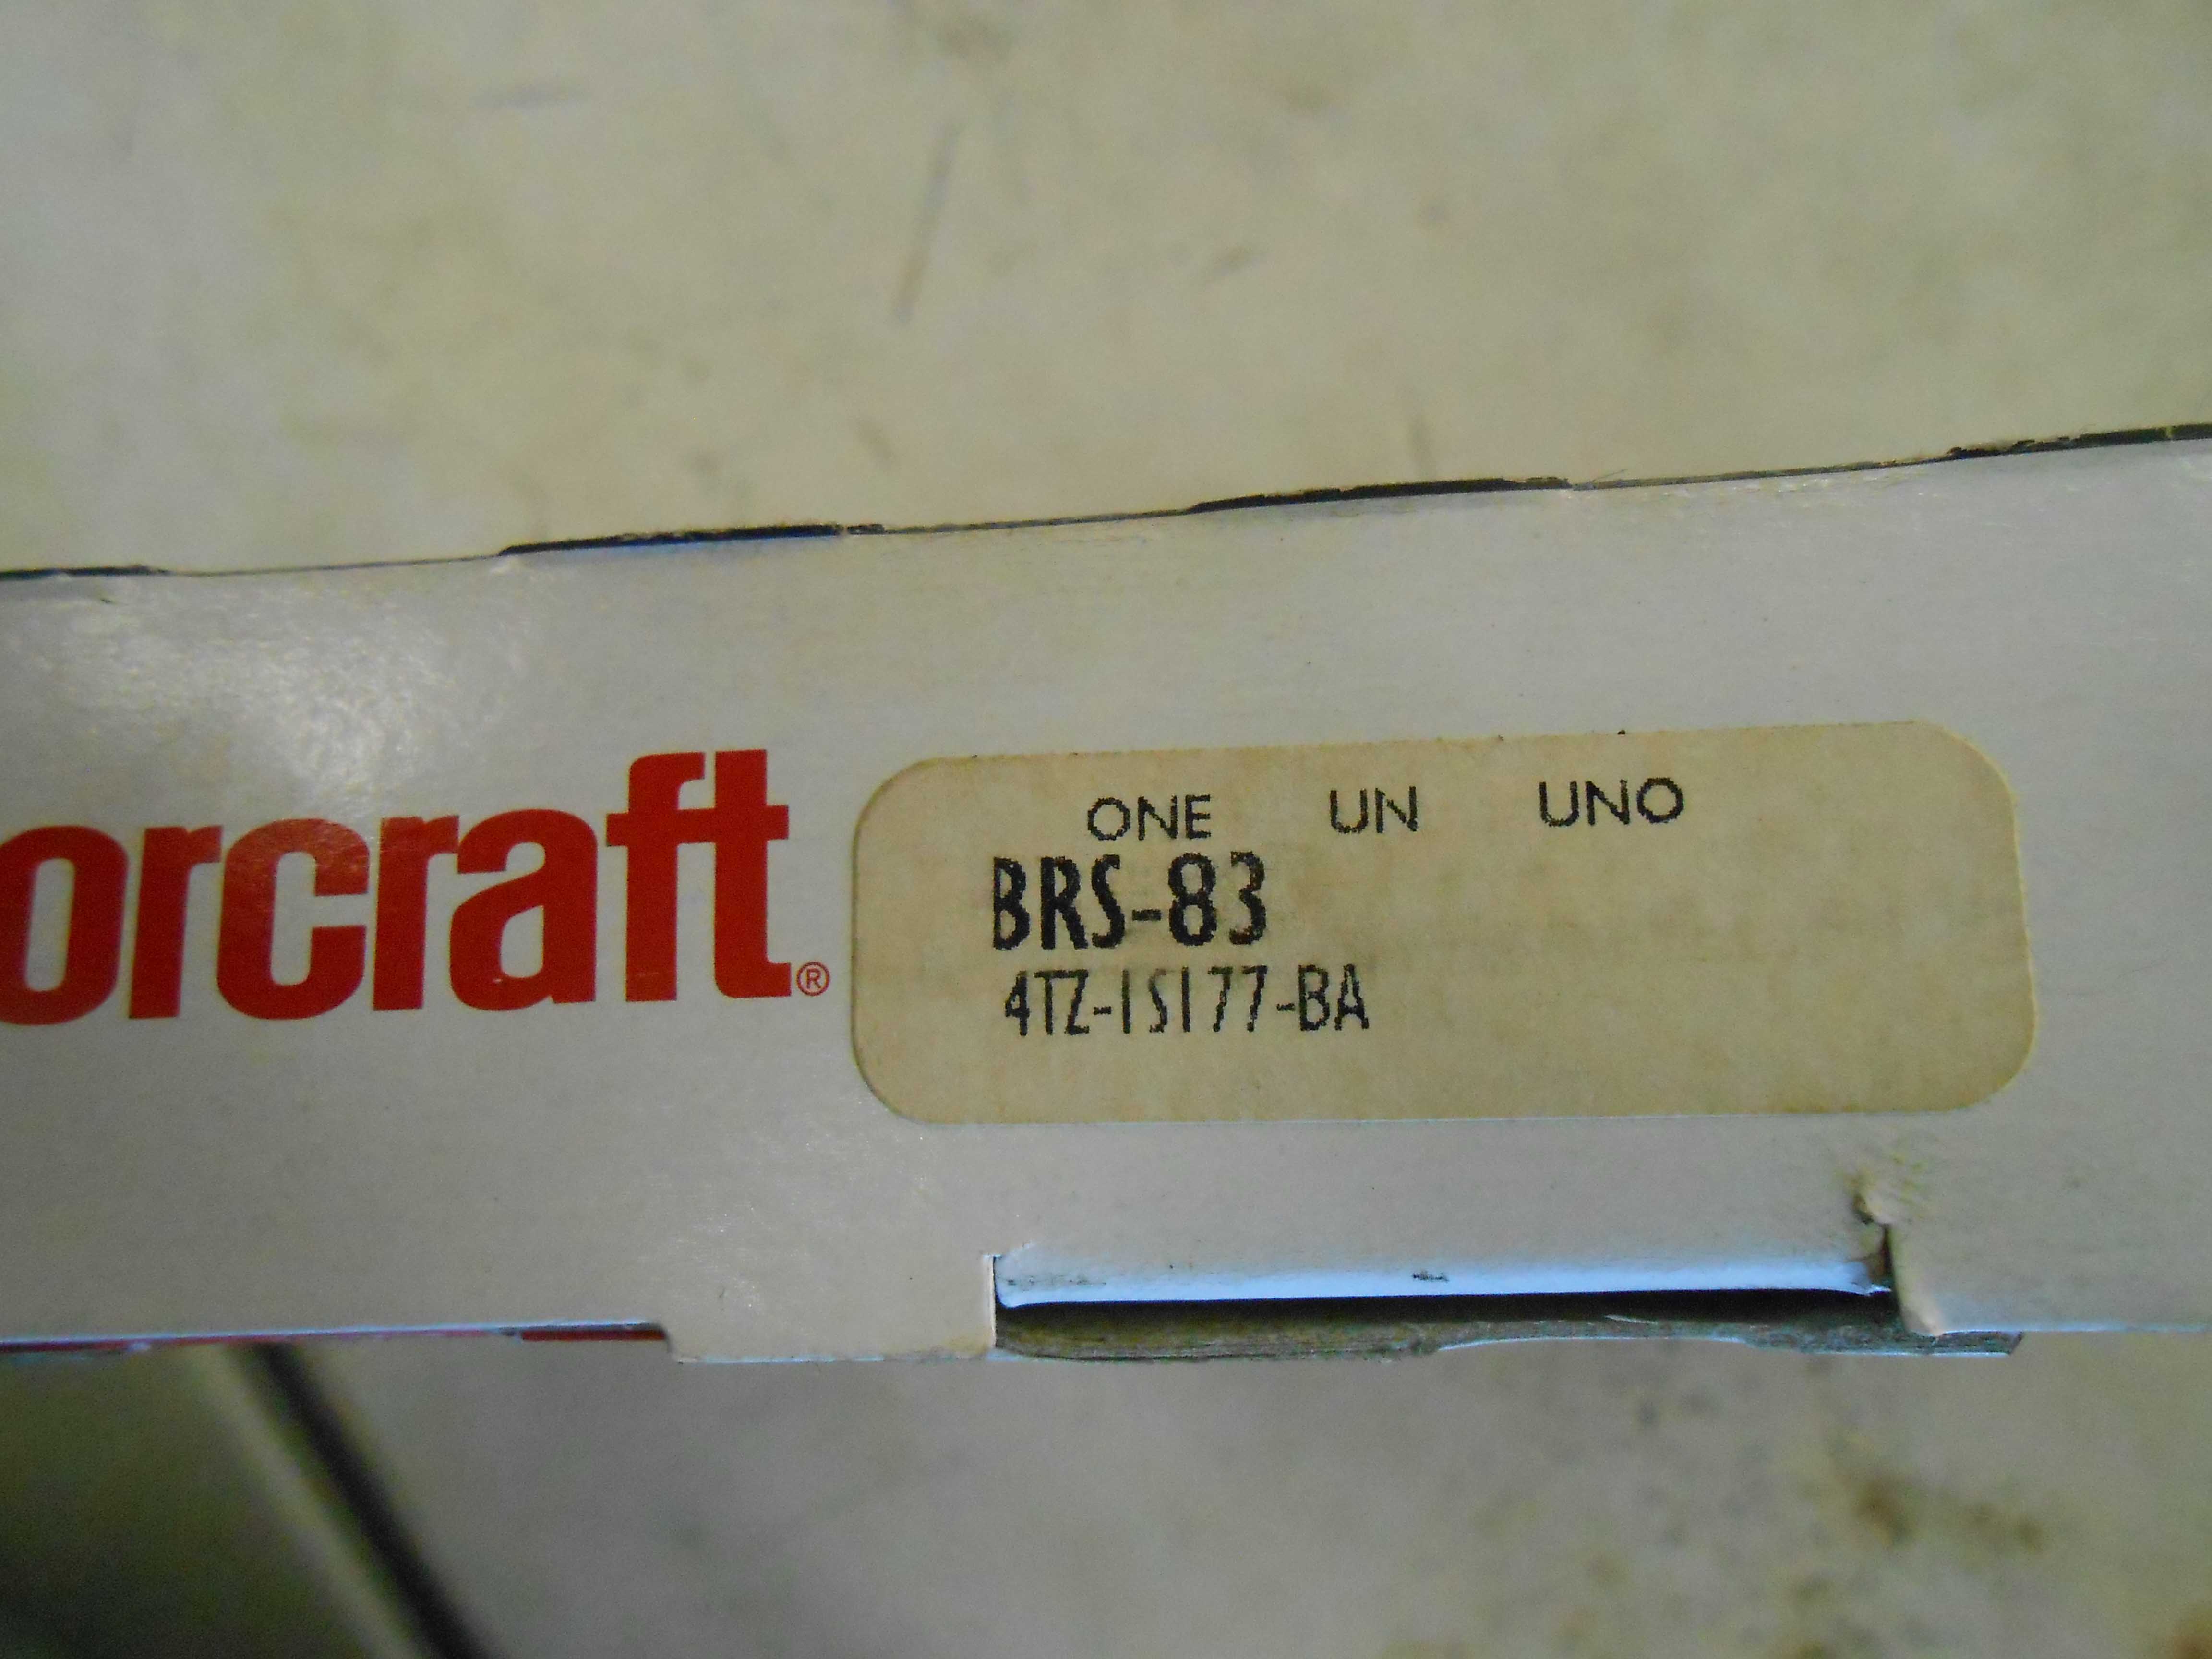 orcraft®
ONE UN UNO
BRS-83
4TZ-1S177-BA